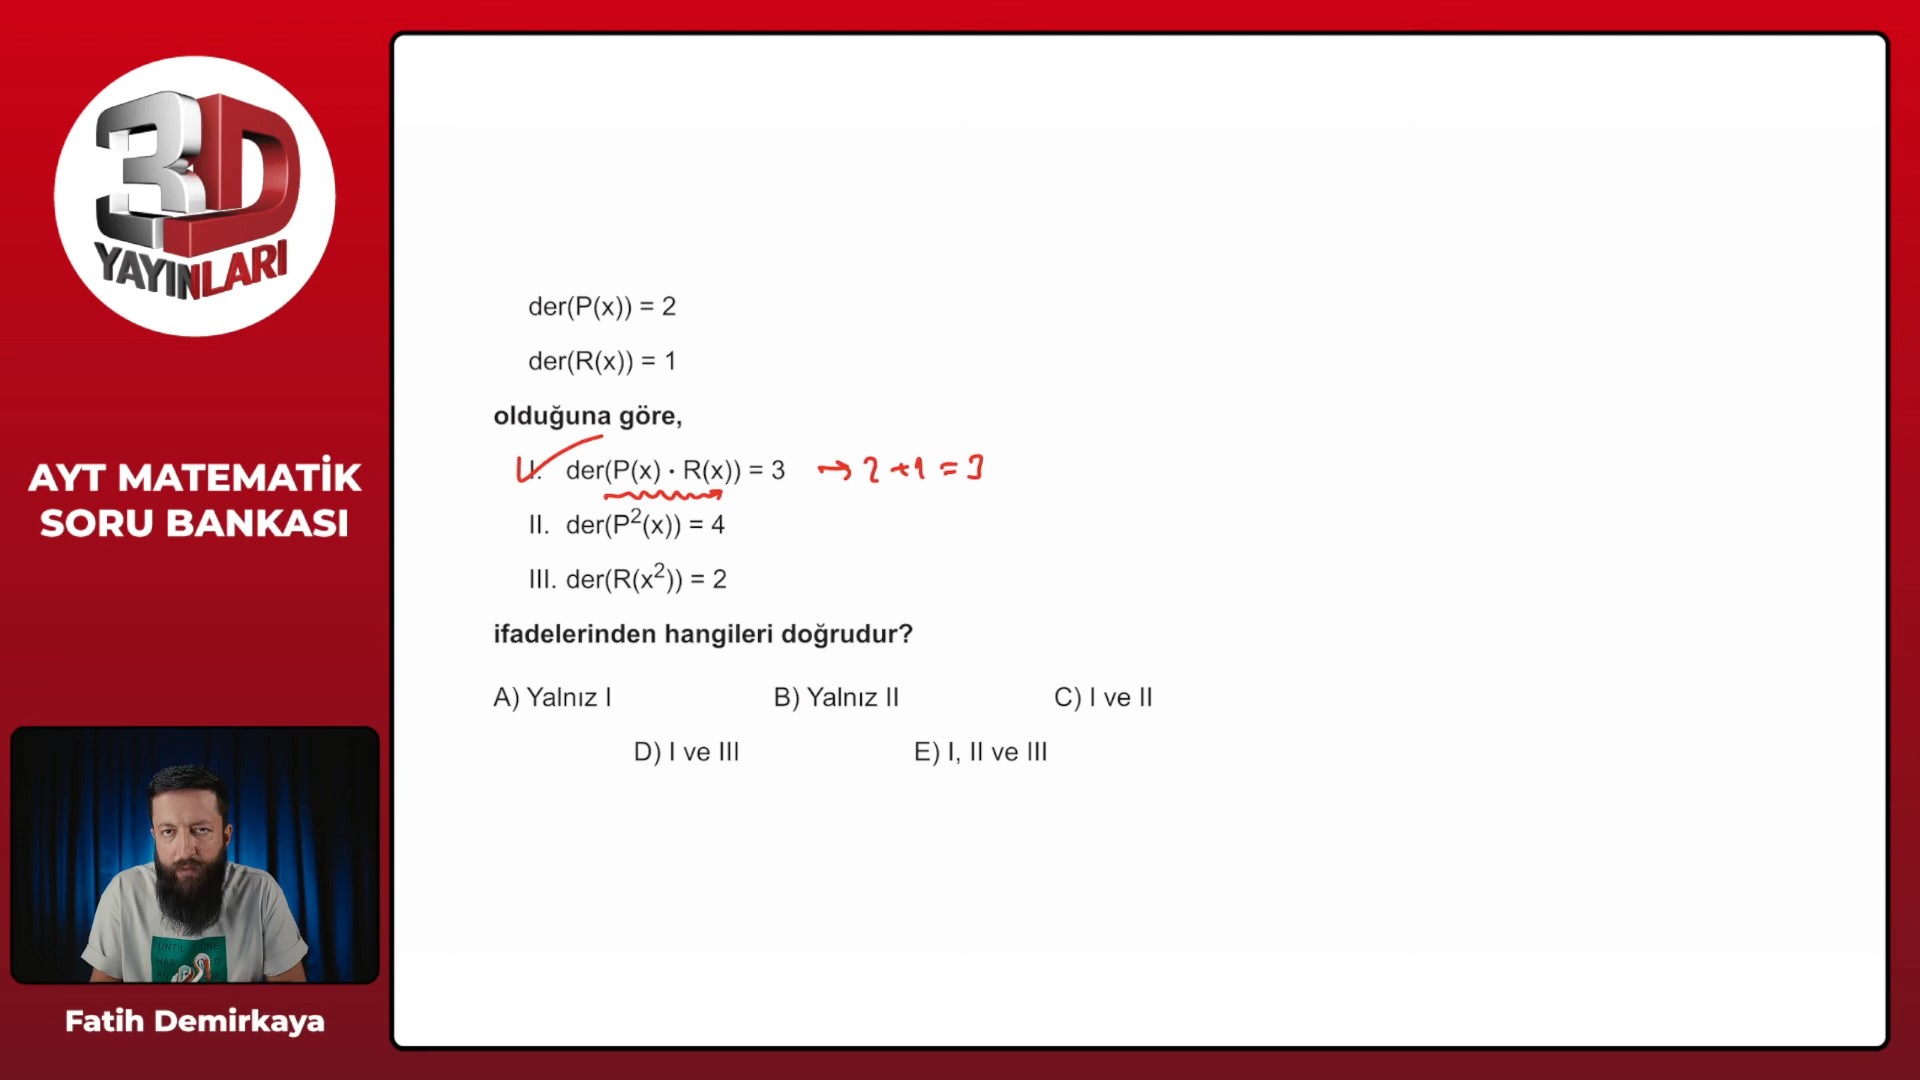 3D
YAYINLARI
AYT MATEMATİK
SORU BANKASI
Fatih Demirkaya
der(P(x)) = 2
der(R(x)) = 1
olduğuna göre,
I. der(P(x) · R(x)) = 3 → 2 + 1 = 3
II. der(P²(x)) = 4
III. der(R(x²)) = 2
ifadelerinden hangileri doğrudur?
A) Yalnız I B) Yalnız II C) I ve II
D) I ve III E) I, II ve III